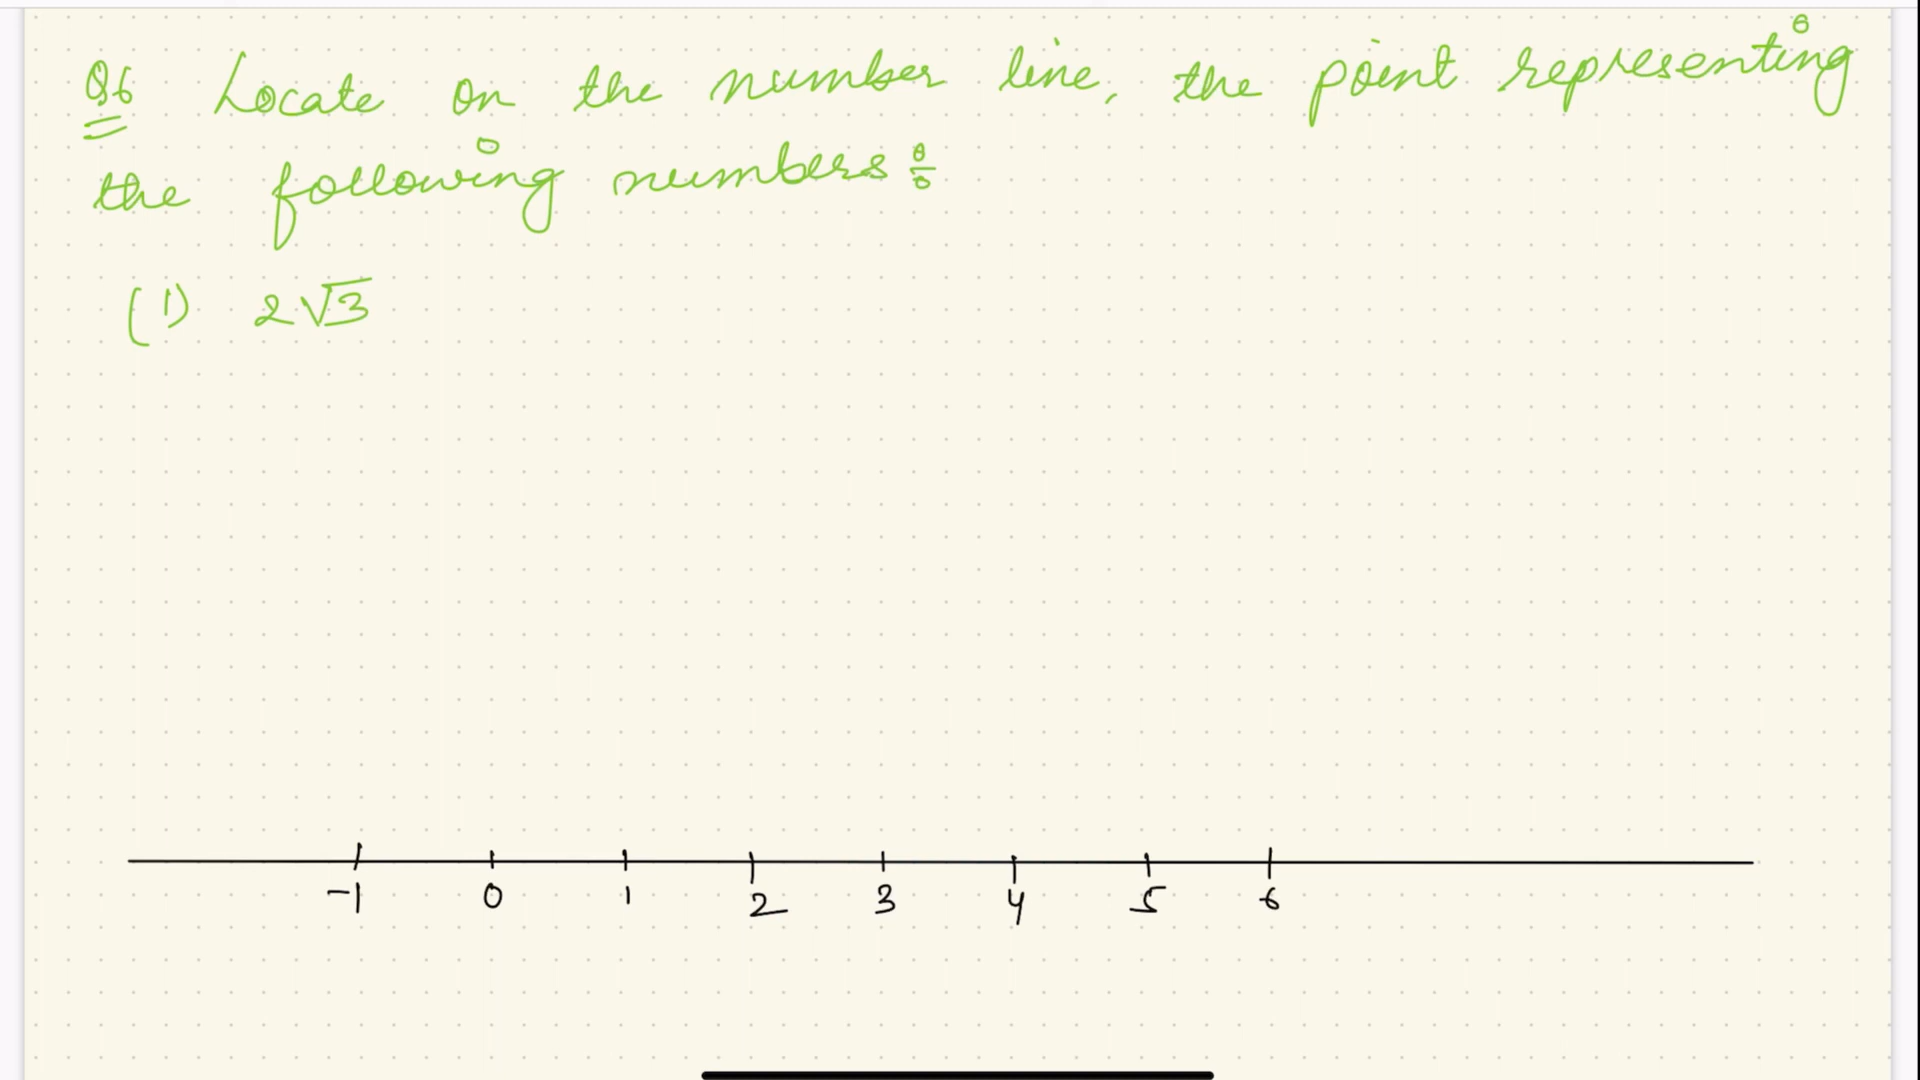 Q6 Locate on the number line, the point representing
the following numbers:
(1) 2√3
-1 0 1 2 3 4 5 6